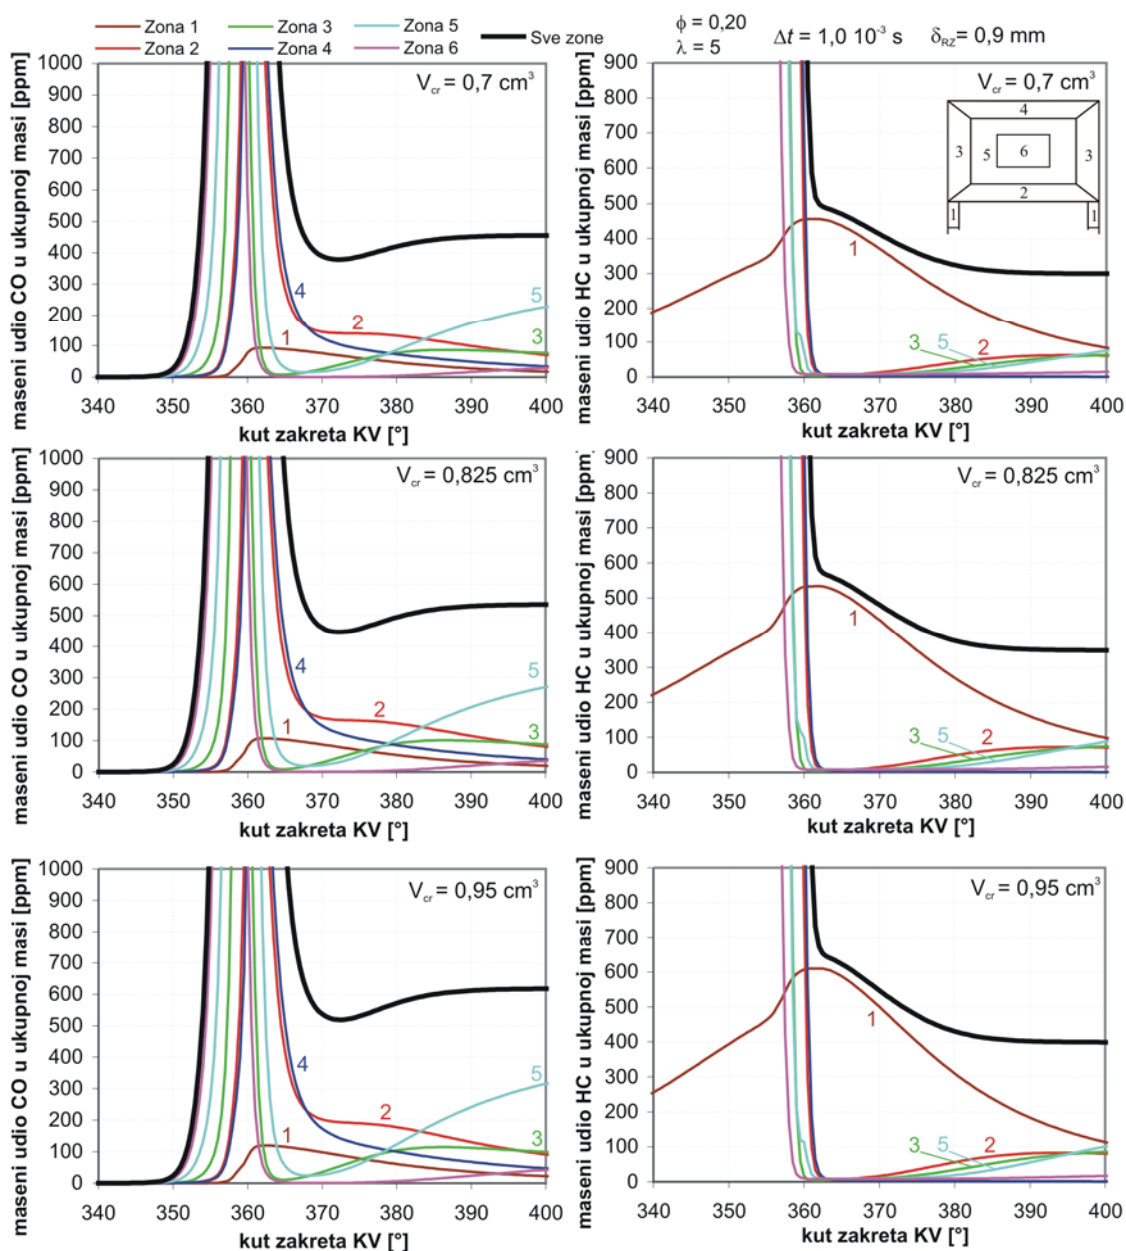 Zona 1 Zona 3 Zona 5
Zona 2 Zona 4 Zona 6 Sve zone
ϕ = 0,20
λ = 5
Δt = 1,0 10⁻³ s
δRZ = 0,9 mm
maseni udio CO u ukupnoj masi [ppm]
1000
900
800
700
600
500
400
300
200
100
0
Vcr = 0,7 cm³
4
2
1
5
3
340 350 360 370 380 390 400
kut zakreta KV [°]
maseni udio HC u ukupnoj masi [ppm]
900
800
700
600
500
400
300
200
100
0
Vcr = 0,7 cm³
4
3 5 6 3
2
1 1
1
3 5 2
340 350 360 370 380 390 400
kut zakreta KV [°]
maseni udio CO u ukupnoj masi [ppm]
1000
900
800
700
600
500
400
300
200
100
0
Vcr = 0,825 cm³
4
2
1
5
3
340 350 360 370 380 390 400
kut zakreta KV [°]
maseni udio HC u ukupnoj masi [ppm]
900
800
700
600
500
400
300
200
100
0
Vcr = 0,825 cm³
1
3 5 2
340 350 360 370 380 390 400
kut zakreta KV [°]
maseni udio CO u ukupnoj masi [ppm]
1000
900
800
700
600
500
400
300
200
100
0
Vcr = 0,95 cm³
4
2
1
5
3
340 350 360 370 380 390 400
kut zakreta KV [°]
maseni udio HC u ukupnoj masi [ppm]
900
800
700
600
500
400
300
200
100
0
Vcr = 0,95 cm³
1
3 5 2
340 350 360 370 380 390 400
kut zakreta KV [°]